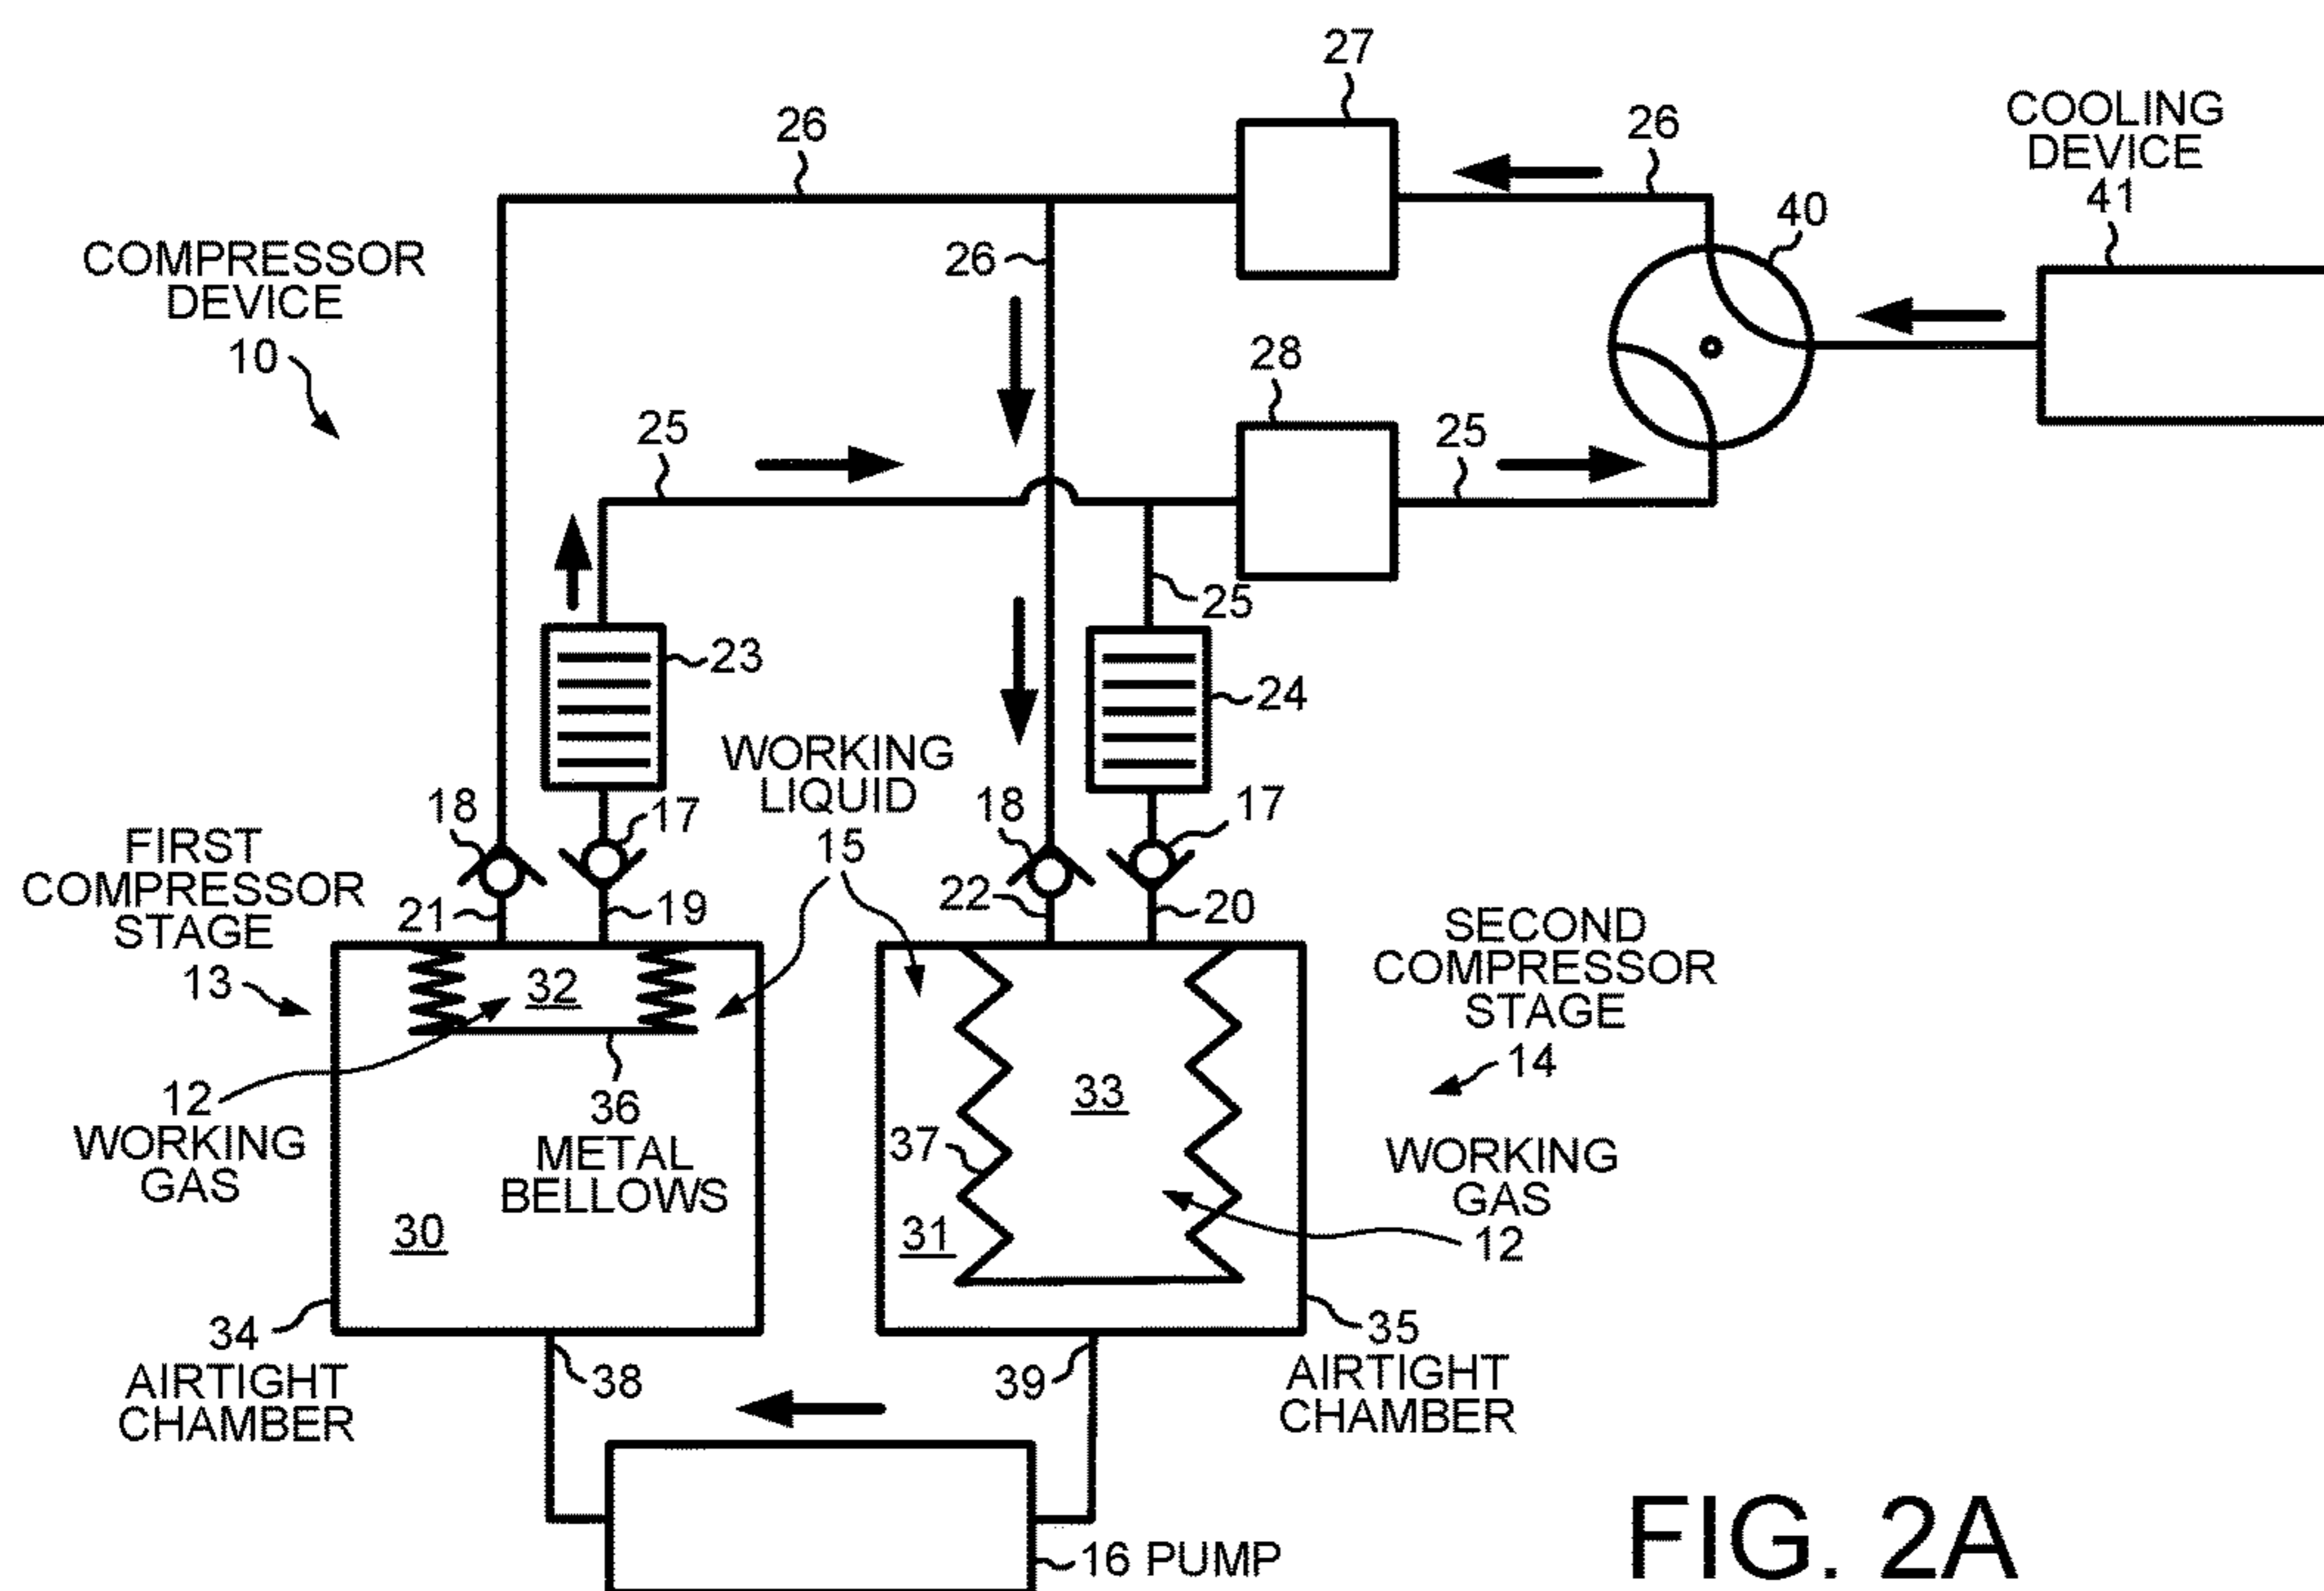 27
26
26
COOLING
DEVICE
41
40
26
COMPRESSOR
DEVICE
10
28
25
25
25
23
24
WORKING
LIQUID
15
18
17
18
17
FIRST
COMPRESSOR
STAGE
13
21
19
22
20
SECOND
COMPRESSOR
STAGE
14
32
33
12
WORKING
GAS
36
METAL
BELLOWS
37
WORKING
GAS
12
30
31
34
AIRTIGHT
CHAMBER
38
39
35
AIRTIGHT
CHAMBER
16 PUMP
FIG. 2A